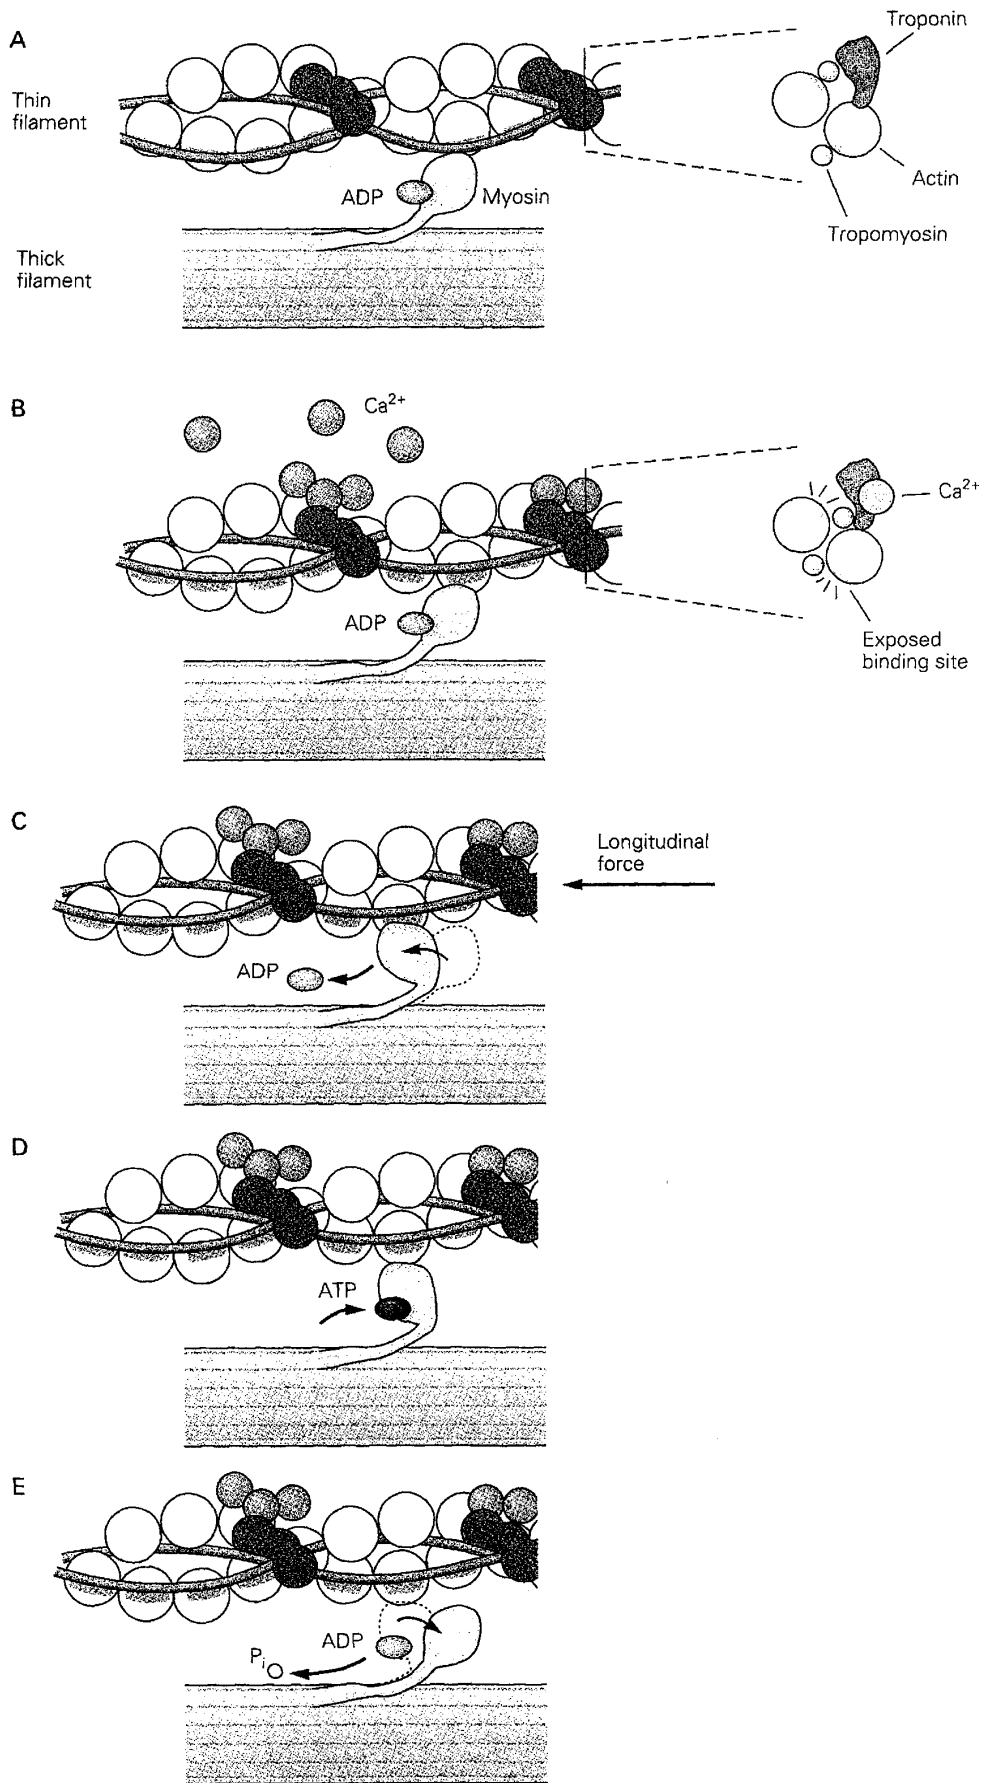 A
Troponin
Thin
filament
ADP
Myosin
Actin
Tropomyosin
Thick
filament
B
Ca²⁺
Ca²⁺
ADP
Exposed
binding site
C
Longitudinal
force
ADP
D
ATP
E
ADP
Pᵢ